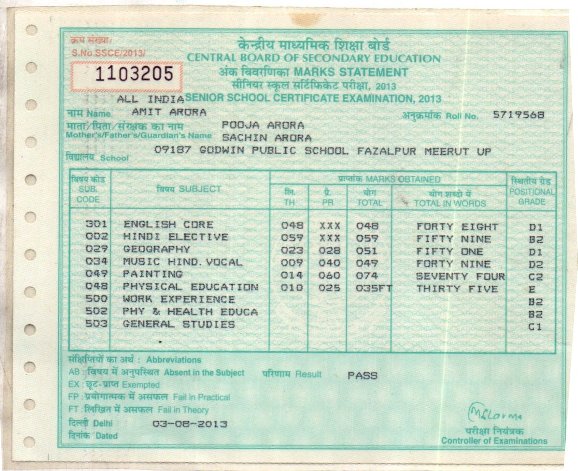 क्रम संख्या
S.No.SSCE/2013/
1103205
केन्द्रीय माध्यमिक शिक्षा बोर्ड
CENTRAL BOARD OF SECONDARY EDUCATION
अंक विवरणिका MARKS STATEMENT
सीनियर स्कूल सर्टिफिकेट परीक्षा, 2013
ALL INDIA SENIOR SCHOOL CERTIFICATE EXAMINATION, 2013
नाम Name AMIT ARORA अनुक्रमांक Roll No. 5719568
माता/पिता/संरक्षक का नाम POOJA ARORA
Mother's/Father's/Guardian's Name SACHIN ARORA
विद्यालय School 09187 GODWIN PUBLIC SCHOOL FAZALPUR MEERUT UP
विषय कोड SUB. CODE विषय SUBJECT प्राप्तांक MARKS OBTAINED स्थितीय ग्रेड POSITIONAL GRADE
लि. TH प्रै. PR योग TOTAL योग शब्दों में TOTAL IN WORDS
301 ENGLISH CORE 048 XXX 048 FORTY EIGHT D1
002 HINDI ELECTIVE 059 XXX 059 FIFTY NINE B2
029 GEOGRAPHY 023 028 051 FIFTY ONE D1
034 MUSIC HIND.VOCAL 009 040 049 FORTY NINE D2
049 PAINTING 014 060 074 SEVENTY FOUR C2
048 PHYSICAL EDUCATION 010 025 035FT THIRTY FIVE E
500 WORK EXPERIENCE B2
502 PHY & HEALTH EDUCA B2
503 GENERAL STUDIES C1
संक्षिप्तियों का अर्थ : Abbreviations
AB : विषय में अनुपस्थित Absent in the Subject परिणाम Result PASS
EX : छूट-प्राप्त Exempted
FP : प्रयोगात्मक में असफल Fail in Practical
FT : लिखित में असफल Fail in Theory
दिल्ली Delhi
दिनांक Dated 03-08-2013
परीक्षा नियंत्रक
Controller of Examinations